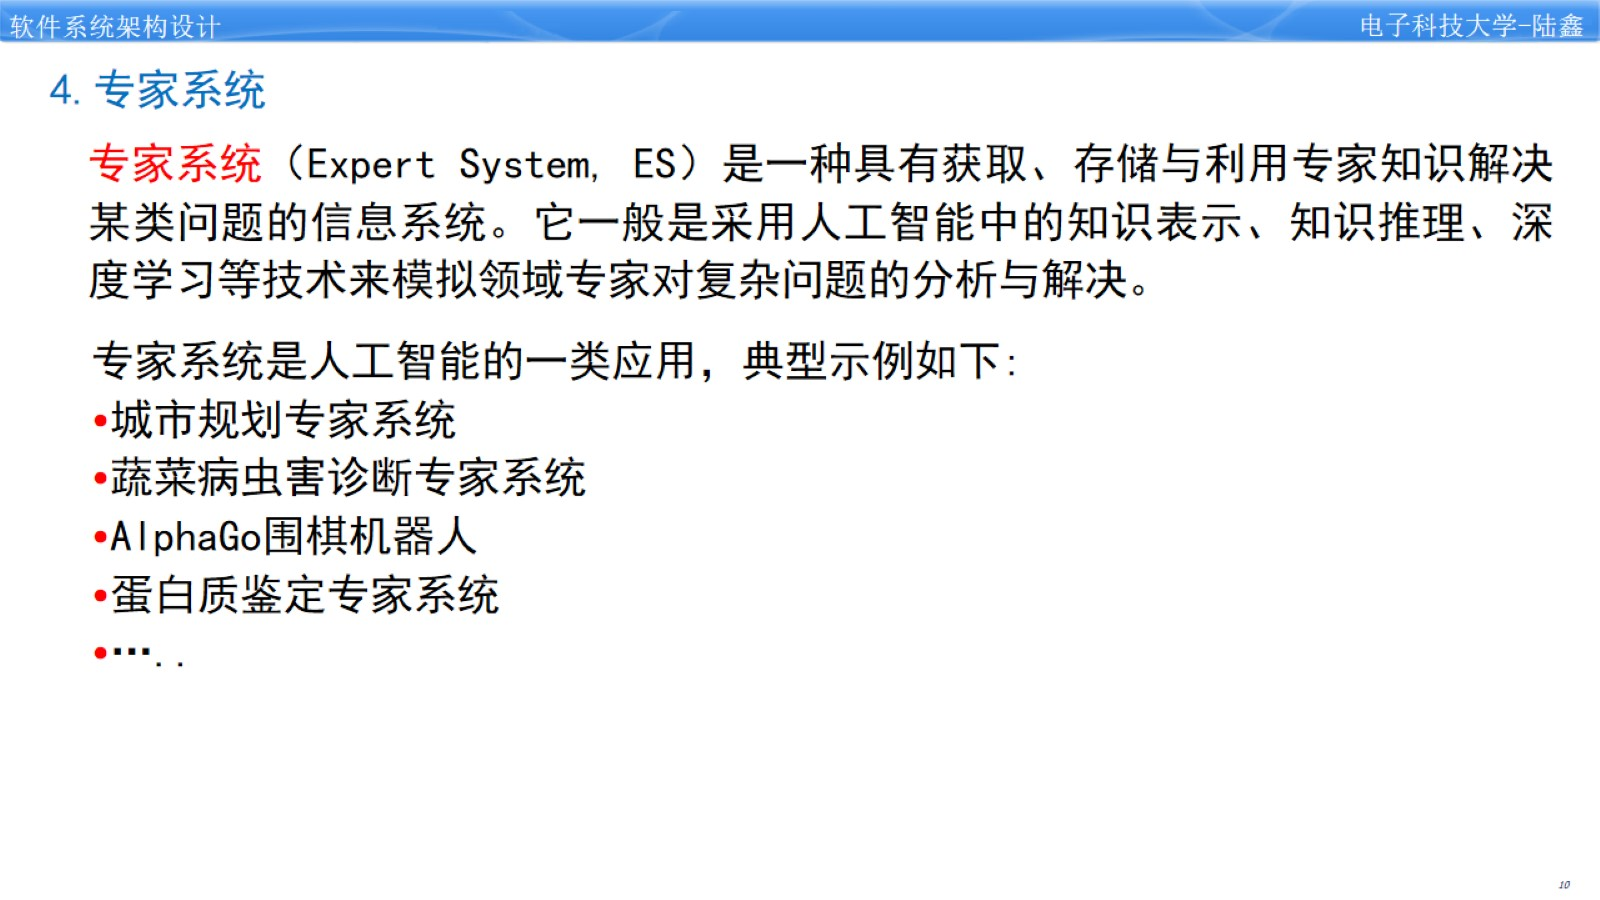 软件系统架构设计
电子科技大学-陆鑫
4. 专家系统
专家系统（Expert System, ES）是一种具有获取、存储与利用专家知识解决
某类问题的信息系统。它一般是采用人工智能中的知识表示、知识推理、深
度学习等技术来模拟领域专家对复杂问题的分析与解决。
专家系统是人工智能的一类应用，典型示例如下:
•城市规划专家系统
•蔬菜病虫害诊断专家系统
•AlphaGo围棋机器人
•蛋白质鉴定专家系统
•…..
10